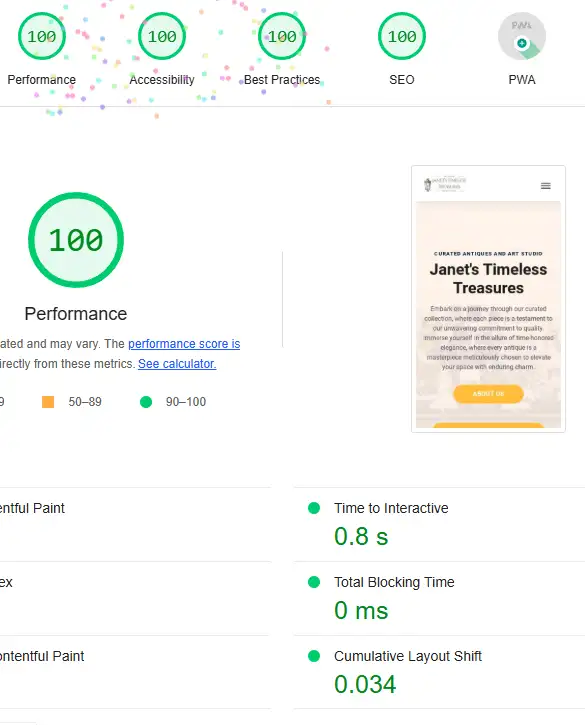 100
100
100
100
PWA
Performance
Accessibility
Best Practices
SEO
PWA
100
Performance
ated and may vary. The performance score is
irectly from these metrics. See calculator.
9
50–89
90–100
CURATED ANTIQUES AND ART STUDIO
Janet's Timeless
Treasures
Embark on a journey through our curated
collection, where each piece is a testament to
our unwavering commitment to quality.
Immerse yourself in the allure of time-honored
elegance, where every antique is a
masterpiece meticulously chosen to elevate
your space with enduring charm.
ABOUT US
entful Paint
Time to Interactive
0.8 s
ex
Total Blocking Time
0 ms
ontentful Paint
Cumulative Layout Shift
0.034